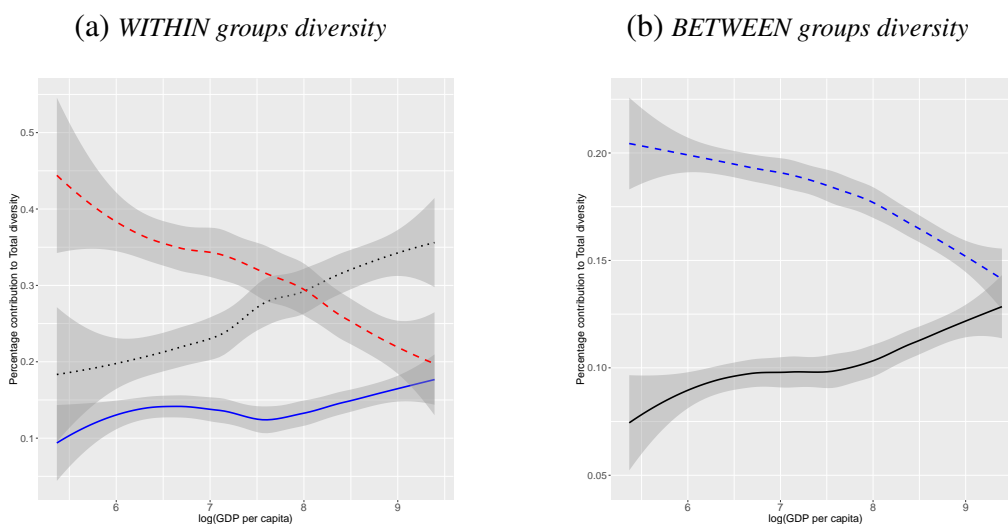 (a) WITHIN groups diversity
Percentage contribution to Total diversity
0.5
0.4
0.3
0.2
0.1
6 7 8 9
log(GDP per capita)
(b) BETWEEN groups diversity
Percentage contribution to Total diversity
0.20
0.15
0.10
0.05
6 7 8 9
log(GDP per capita)